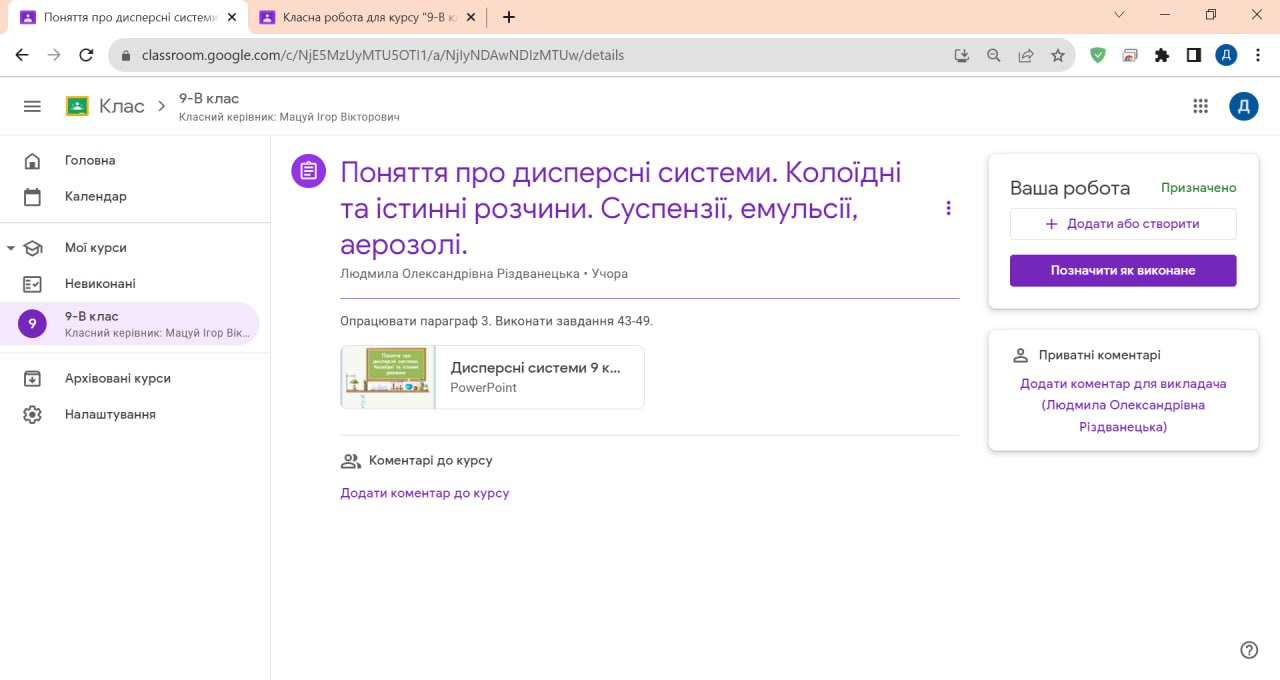 Поняття про дисперсні системи
Класна робота для курсу "9-В к
classroom.google.com/c/NjE5MzUyMTU5OTI1/a/NjIyNDAwNDIzMTUw/details
Д
Клас
9-В клас
Класний керівник: Мацуй Ігор Вікторович
Д
Головна
Календар
Мої курси
Невиконані
9
9-В клас
Класний керівник: Мацуй Ігор Вік...
Архівовані курси
Налаштування
Поняття про дисперсні системи. Колоїдні
та істинні розчини. Суспензії, емульсії,
аерозолі.
Людмила Олександрівна Різдванецька • Учора
Опрацювати параграф 3. Виконати завдання 43-49.
Поняття про
дисперсні системи.
Колоїдні та істинні
розчини
Дисперсні системи 9 к...
PowerPoint
Коментарі до курсу
Додати коментар до курсу
Ваша робота
Призначено
Додати або створити
Позначити як виконане
Приватні коментарі
Додати коментар для викладача
(Людмила Олександрівна
Різдванецька)